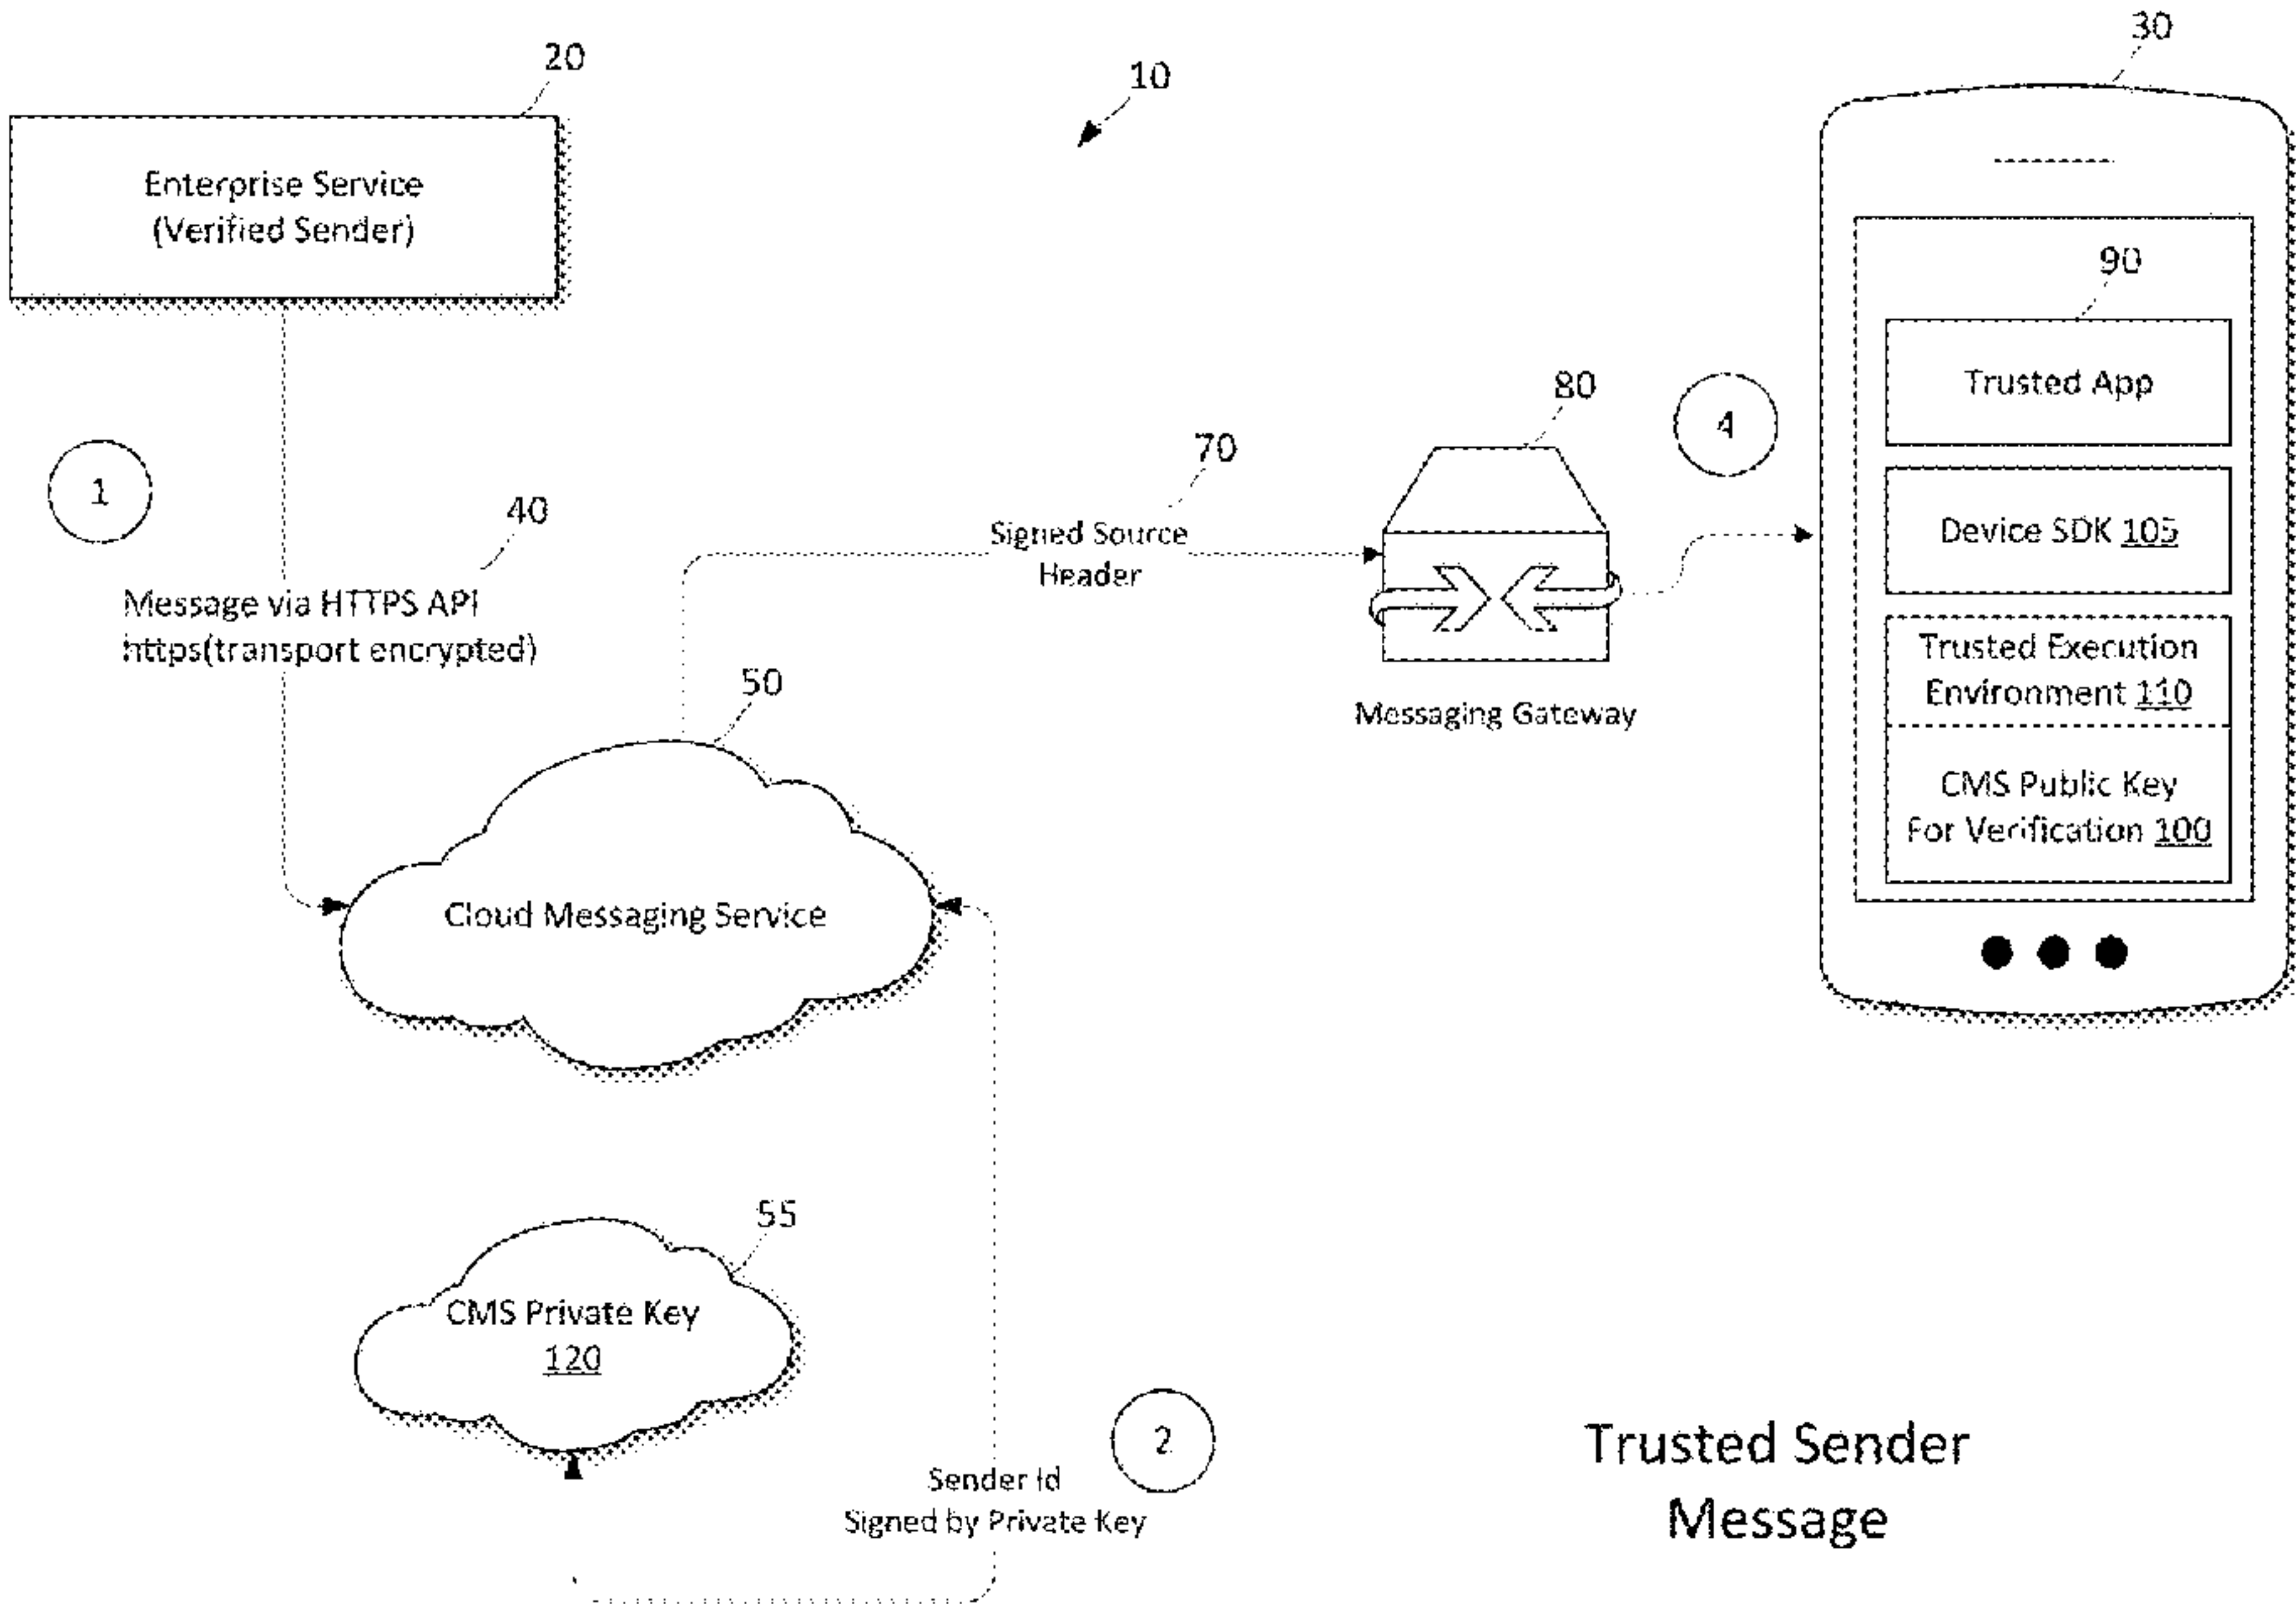 20
10
30
Enterprise Service
(Verified Sender)
90
Trusted App
80
4
70
1
40
Signed Source
Header
Device SDK 105
Message via HTTPS API
https(transport encrypted)
Trusted Execution
Environment 110
50
Messaging Gateway
CMS Public Key
For Verification 100
Cloud Messaging Service
55
CMS Private Key
120
2
Sender Id
Signed by Private Key
Trusted Sender
Message